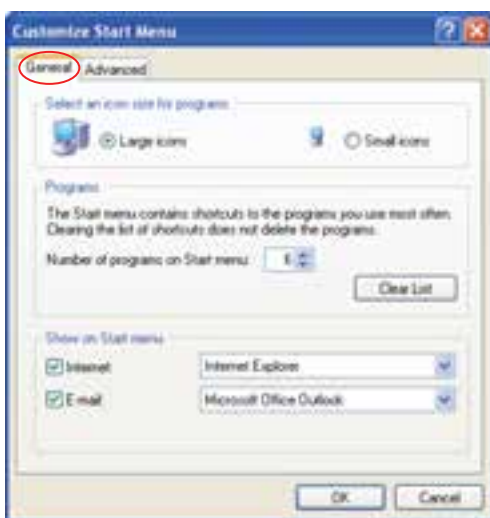 Customize Start Menu
General Advanced
Select an icon size for programs
Large icons Small icons
Programs
The Start menu contains shortcuts to the programs you use most often.
Clearing the list of shortcuts does not delete the programs.
Number of programs on Start menu: 6
Clear List
Show on Start menu
Internet: Internet Explorer
E-mail: Microsoft Office Outlook
OK Cancel